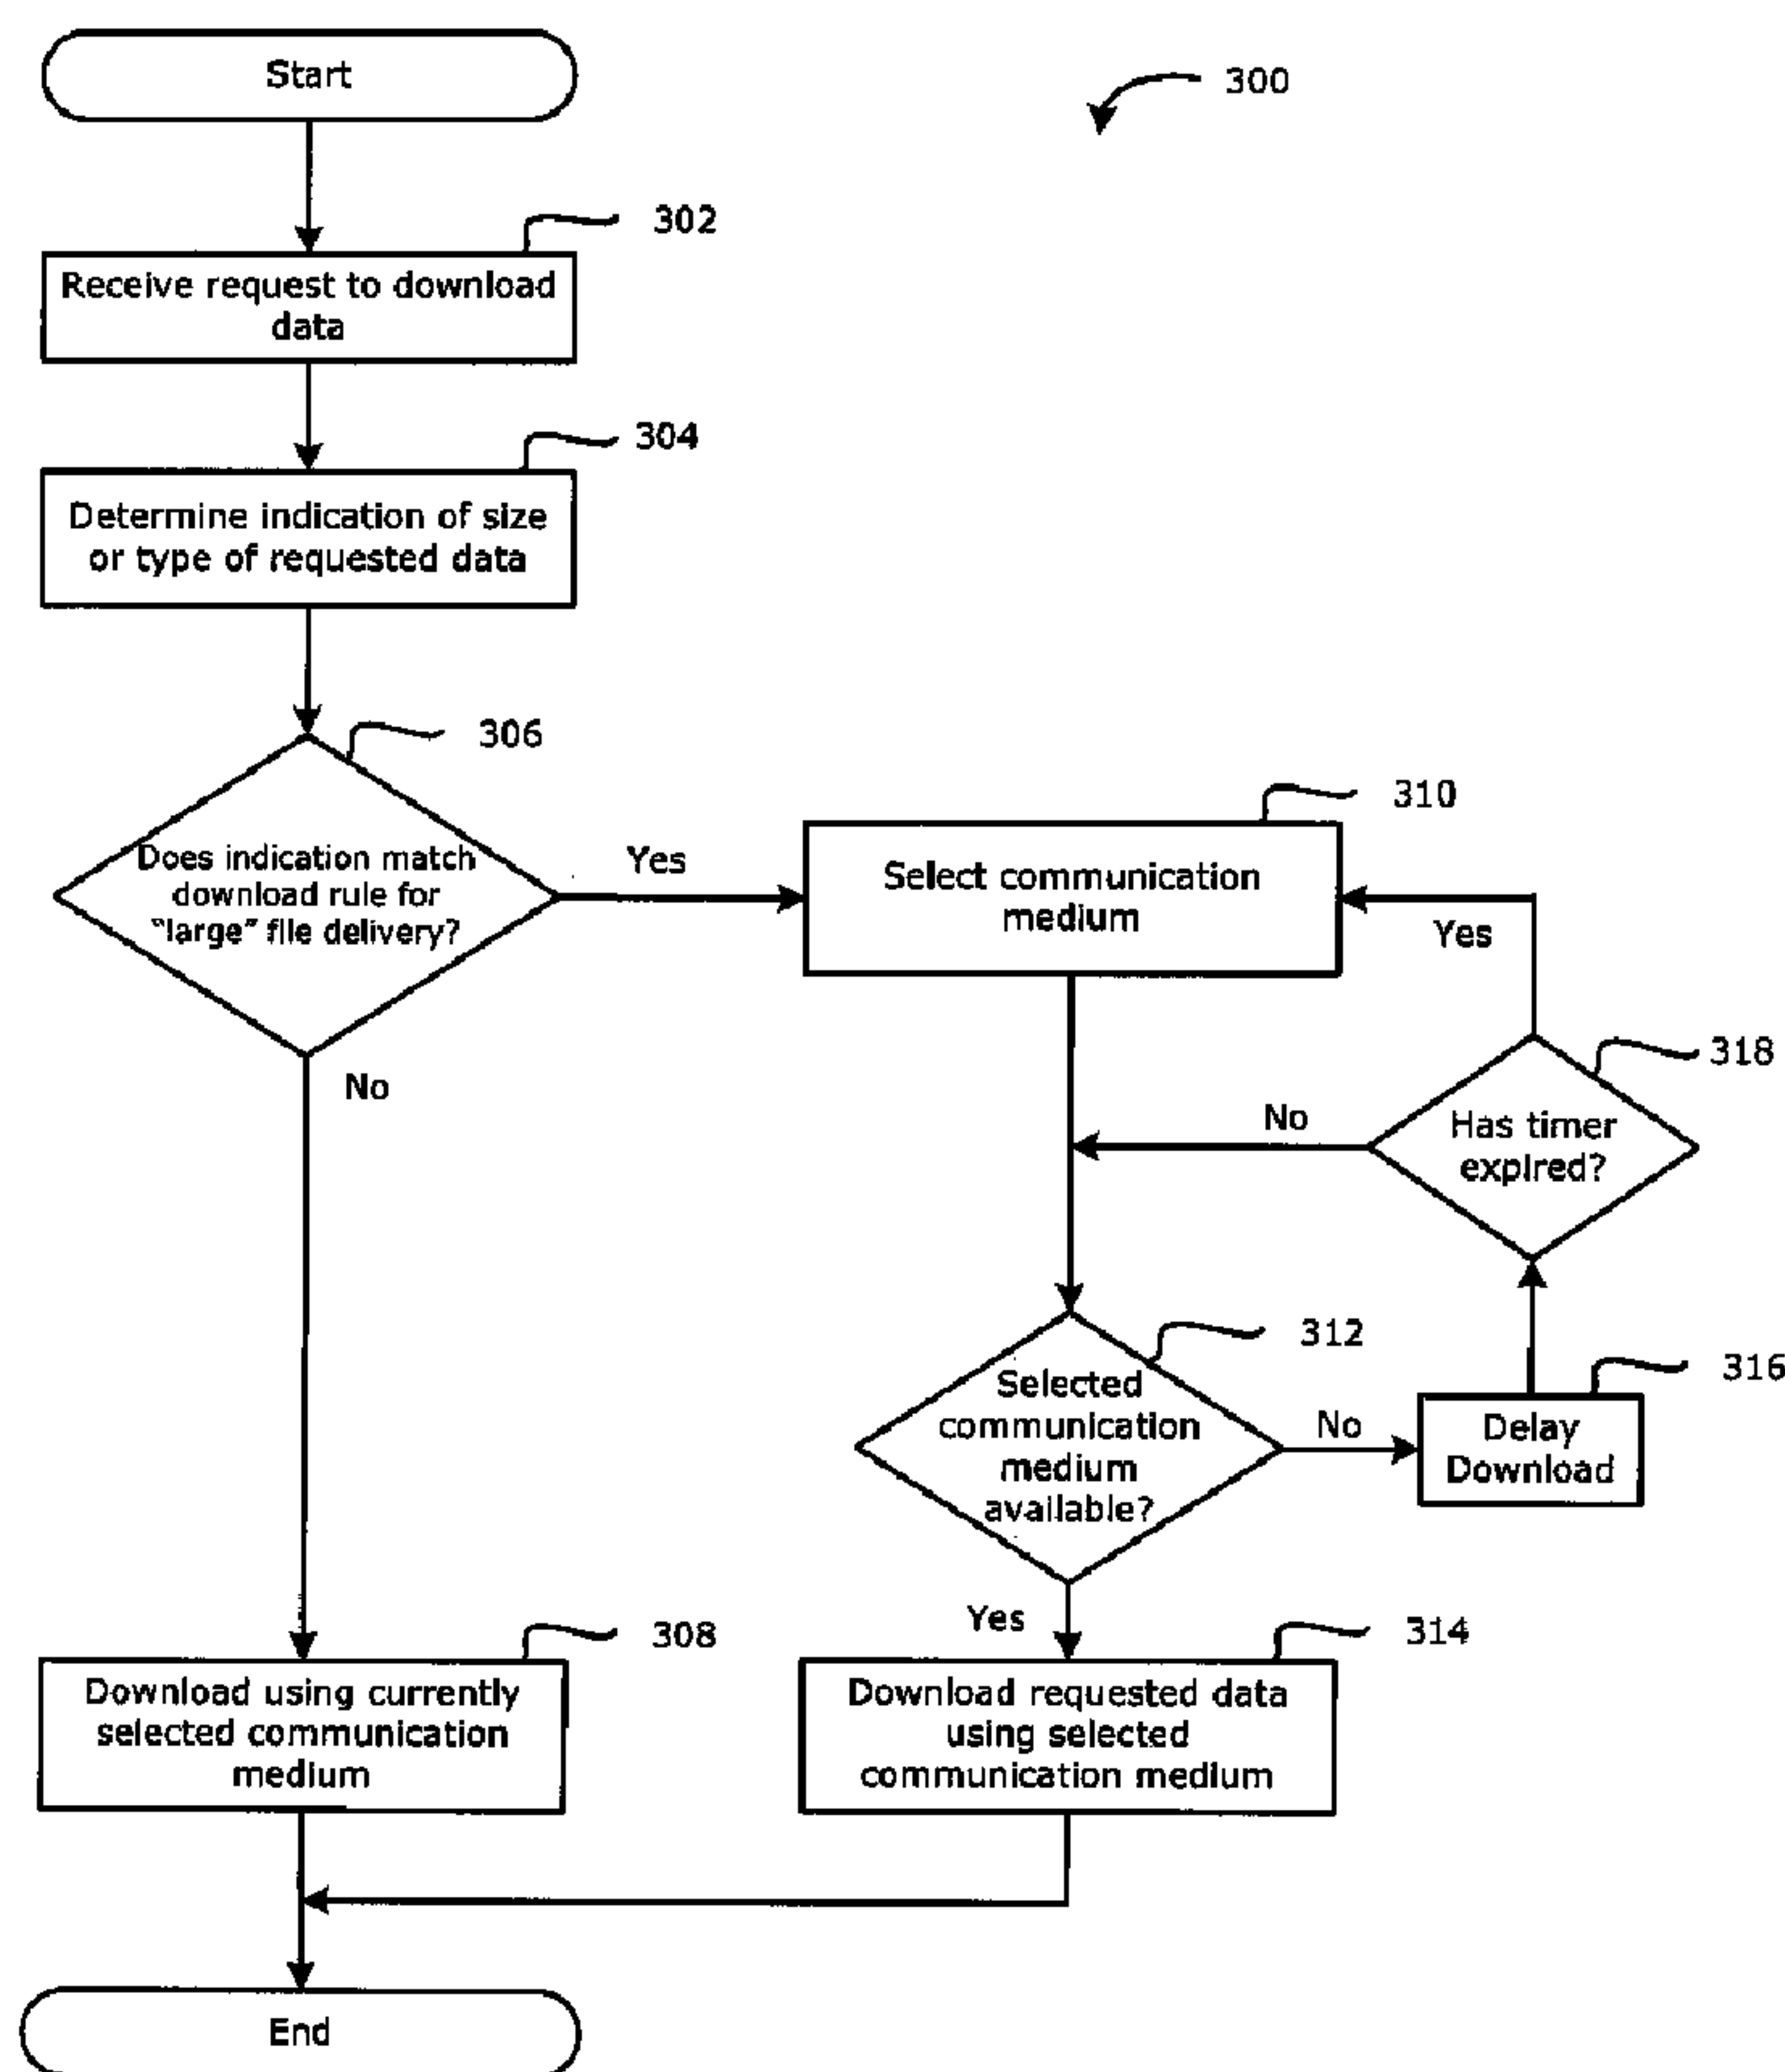 Start
300
302
Receive request to download
data
304
Determine indication of size
or type of requested data
306
Does indication match
download rule for
"large" file delivery?
Yes
No
310
Select communication
medium
Yes
318
Has timer
expired?
No
312
Selected
communication
medium
available?
No
316
Delay
Download
Yes
308
Download using currently
selected communication
medium
314
Download requested data
using selected
communication medium
End